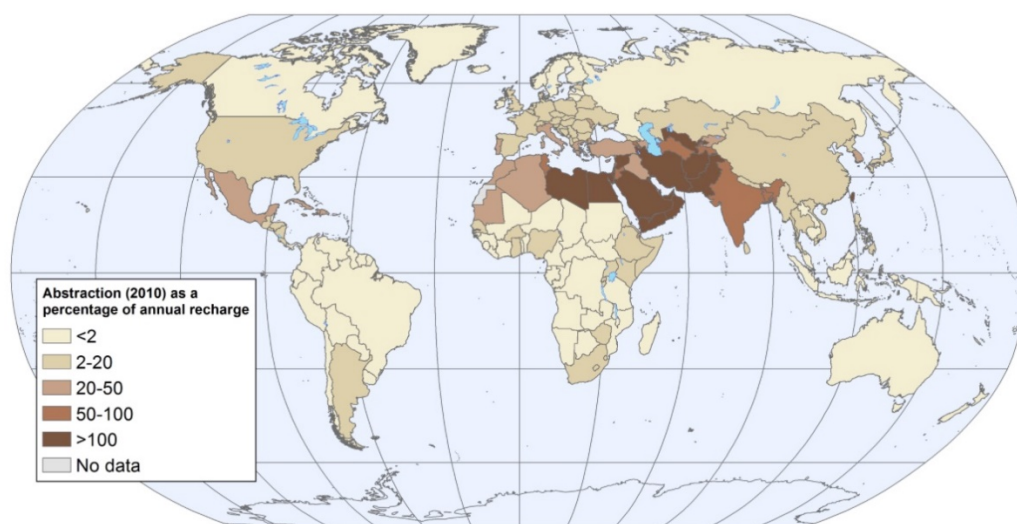 Abstraction (2010) as a
percentage of annual recharge
<2
2-20
20-50
50-100
>100
No data